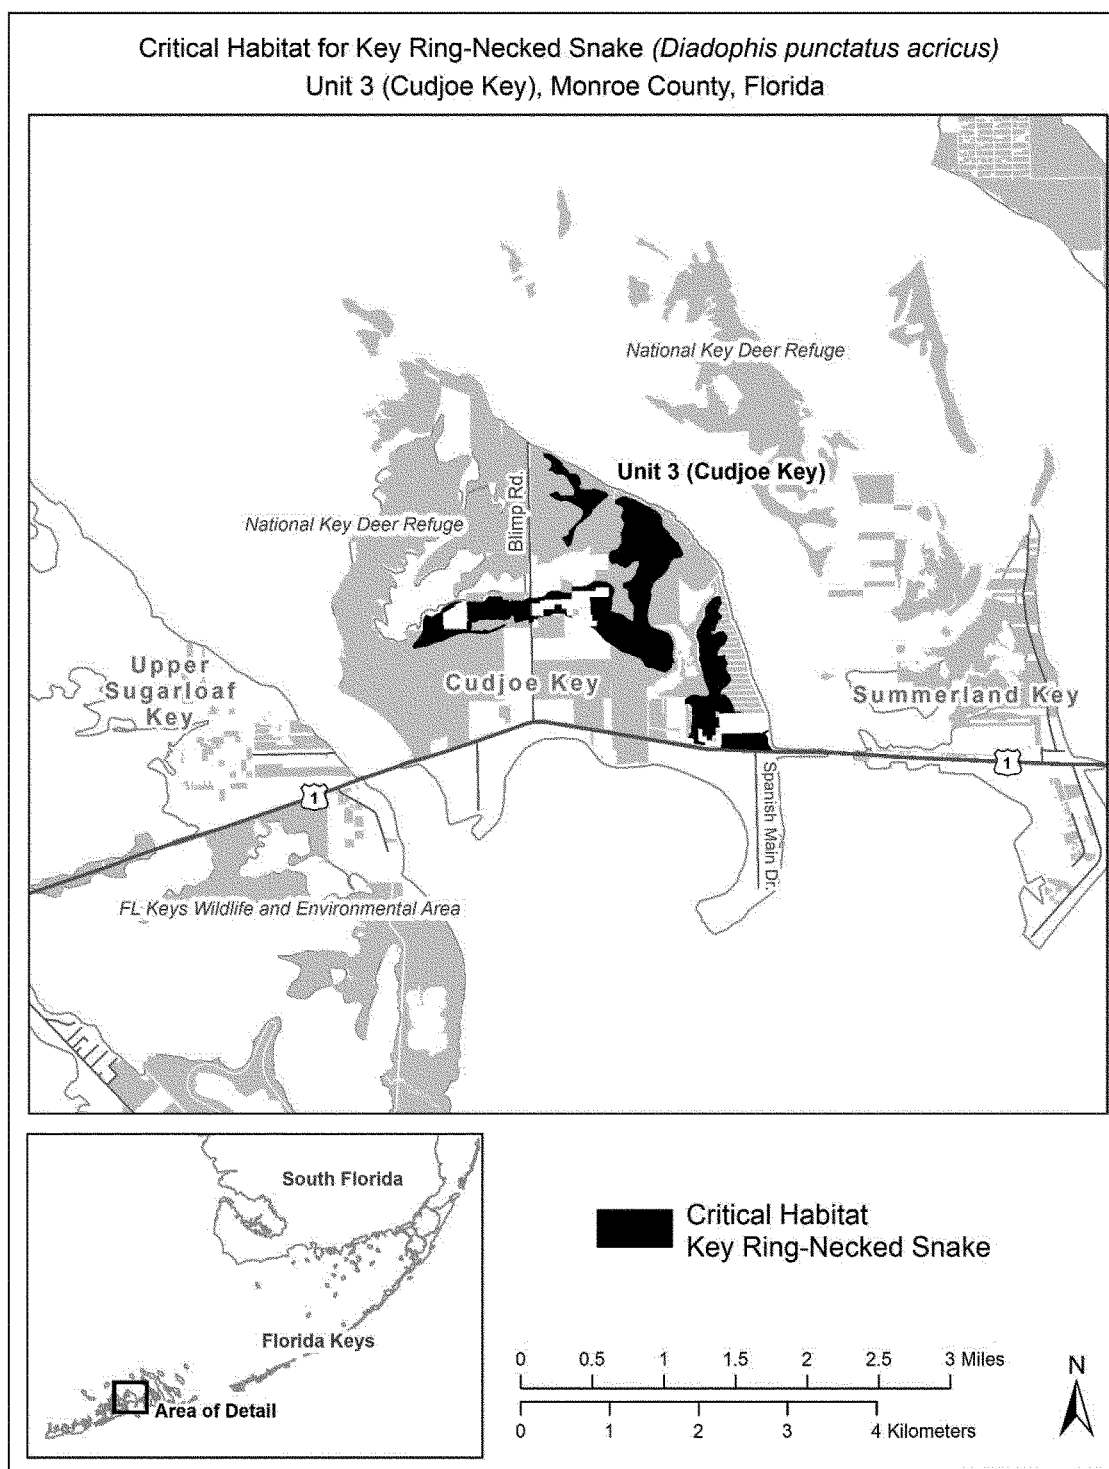 Critical Habitat for Key Ring-Necked Snake (Diadophis punctatus acricus)
Unit 3 (Cudjoe Key), Monroe County, Florida
National Key Deer Refuge
Unit 3 (Cudjoe Key)
National Key Deer Refuge
Blimp Rd.
Upper
Sugarloaf
Key
Cudjoe Key
Summerland Key
1
1
Spanish Main Dr.
FL Keys Wildlife and Environmental Area
South Florida
Florida Keys
Area of Detail
Critical Habitat
Key Ring-Necked Snake
0 0.5 1 1.5 2 2.5 3 Miles
0 1 2 3 4 Kilometers
N